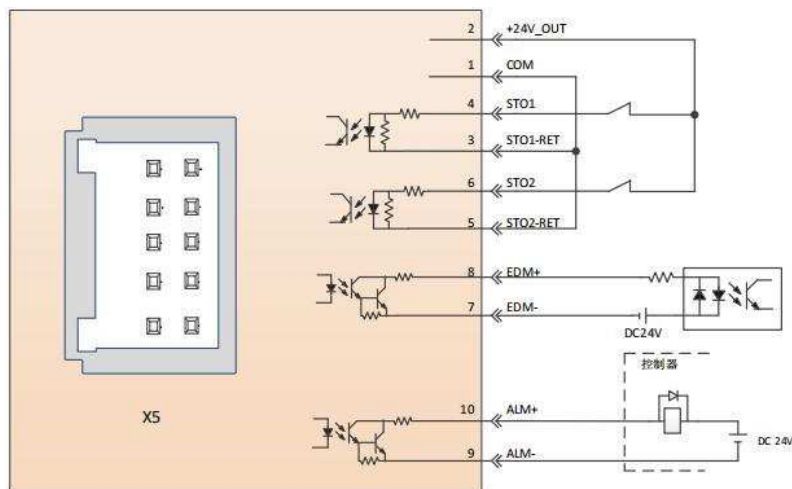 2 +24V_OUT
1 COM
4 STO1
3 STO1-RET
6 STO2
5 STO2-RET
8 EDM+
7 EDM-
DC24V
控制器
X5
10 ALM+
DC 24V
9 ALM-